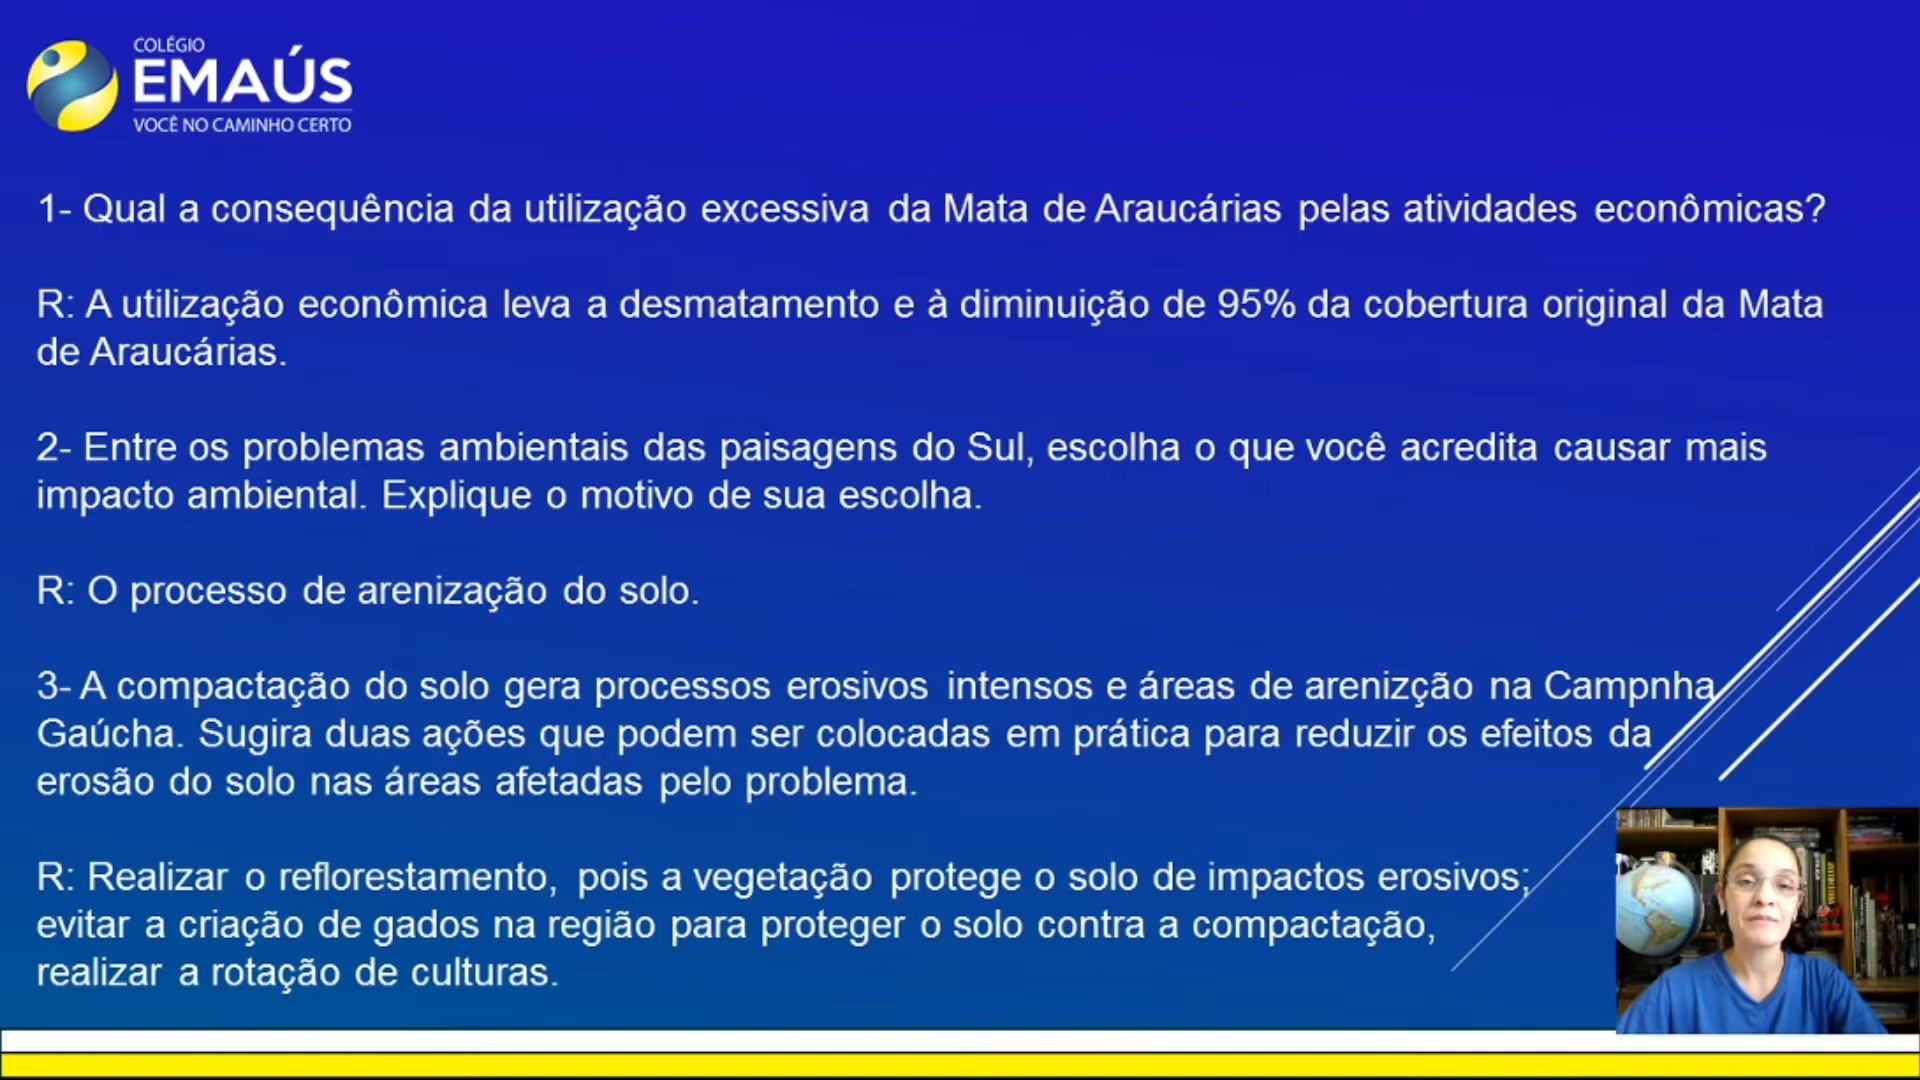 COLÉGIO
EMAÚS
VOCÊ NO CAMINHO CERTO
1- Qual a consequência da utilização excessiva da Mata de Araucárias pelas atividades econômicas?
R: A utilização econômica leva a desmatamento e à diminuição de 95% da cobertura original da Mata
de Araucárias.
2- Entre os problemas ambientais das paisagens do Sul, escolha o que você acredita causar mais
impacto ambiental. Explique o motivo de sua escolha.
R: O processo de arenização do solo.
3- A compactação do solo gera processos erosivos intensos e áreas de arenizção na Campnha
Gaúcha. Sugira duas ações que podem ser colocadas em prática para reduzir os efeitos da
erosão do solo nas áreas afetadas pelo problema.
R: Realizar o reflorestamento, pois a vegetação protege o solo de impactos erosivos;
evitar a criação de gados na região para proteger o solo contra a compactação,
realizar a rotação de culturas.